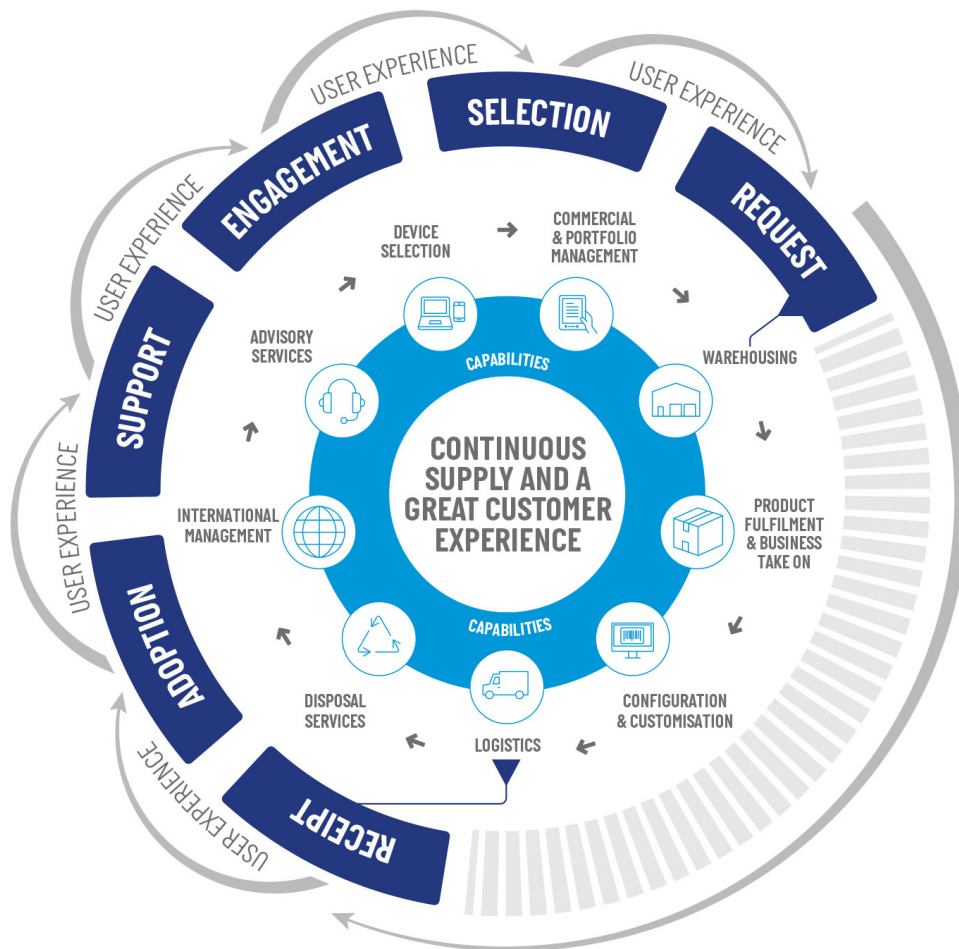 USER EXPERIENCE
USER EXPERIENCE
USER EXPERIENCE
USER EXPERIENCE
USER EXPERIENCE
SELECTION
REQUEST
ENGAGEMENT
SUPPORT
ADOPTION
RECEIPT
DEVICE
SELECTION
COMMERCIAL
& PORTFOLIO
MANAGEMENT
WAREHOUSING
PRODUCT
FULFILMENT
& BUSINESS
TAKE ON
CONFIGURATION
& CUSTOMISATION
LOGISTICS
DISPOSAL
SERVICES
INTERNATIONAL
MANAGEMENT
ADVISORY
SERVICES
CAPABILITIES
CONTINUOUS
SUPPLY AND A
GREAT CUSTOMER
EXPERIENCE
CAPABILITIES